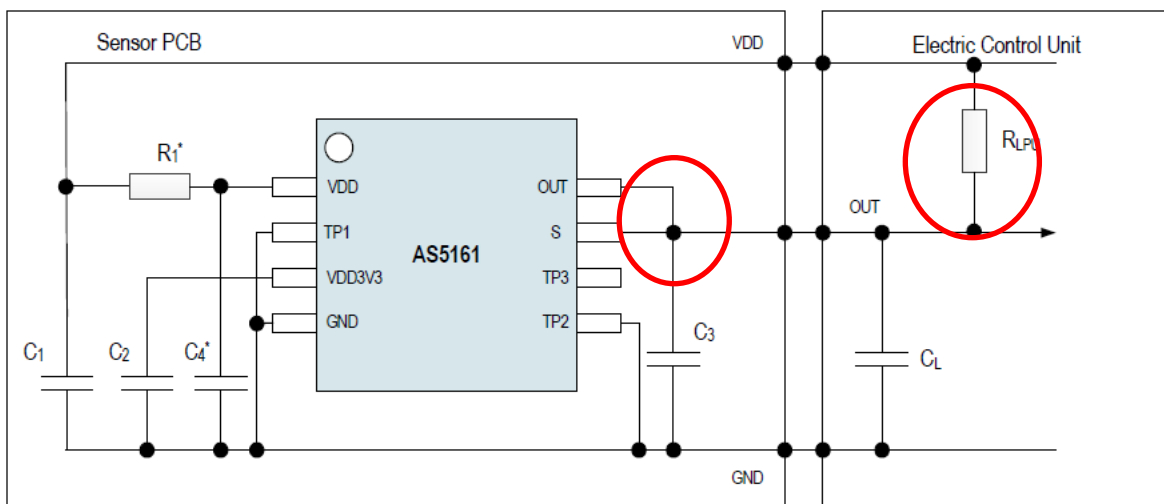 Sensor PCB
VDD
Electric Control Unit
R1*
RLPU
VDD
OUT
OUT
TP1
S
AS5161
VDD3V3
TP3
GND
TP2
C1
C2
C4*
C3
CL
GND